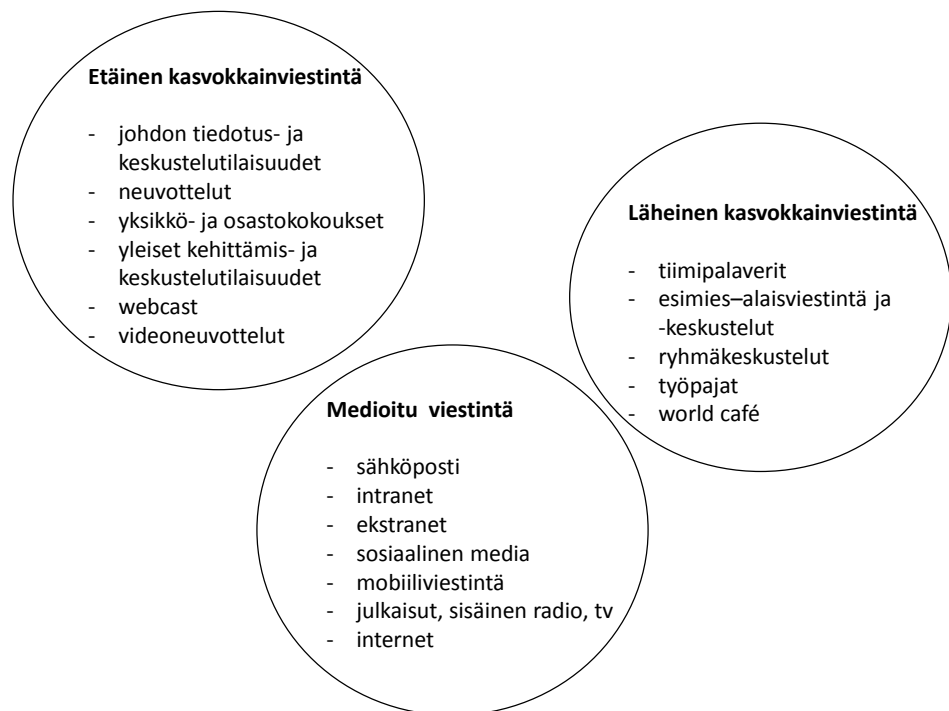 Etäinen kasvokkainviestintä
- johdon tiedotus- ja
keskustelutilaisuudet
- neuvottelut
- yksikkö- ja osastokokoukset
- yleiset kehittämis- ja
keskustelutilaisuudet
- webcast
- videoneuvottelut
Läheinen kasvokkainviestintä
- tiimipalaverit
- esimies–alaisviestintä ja
-keskustelut
- ryhmäkeskustelut
- työpajat
- world café
Medioitu viestintä
- sähköposti
- intranet
- ekstranet
- sosiaalinen media
- mobiiliviestintä
- julkaisut, sisäinen radio, tv
- internet